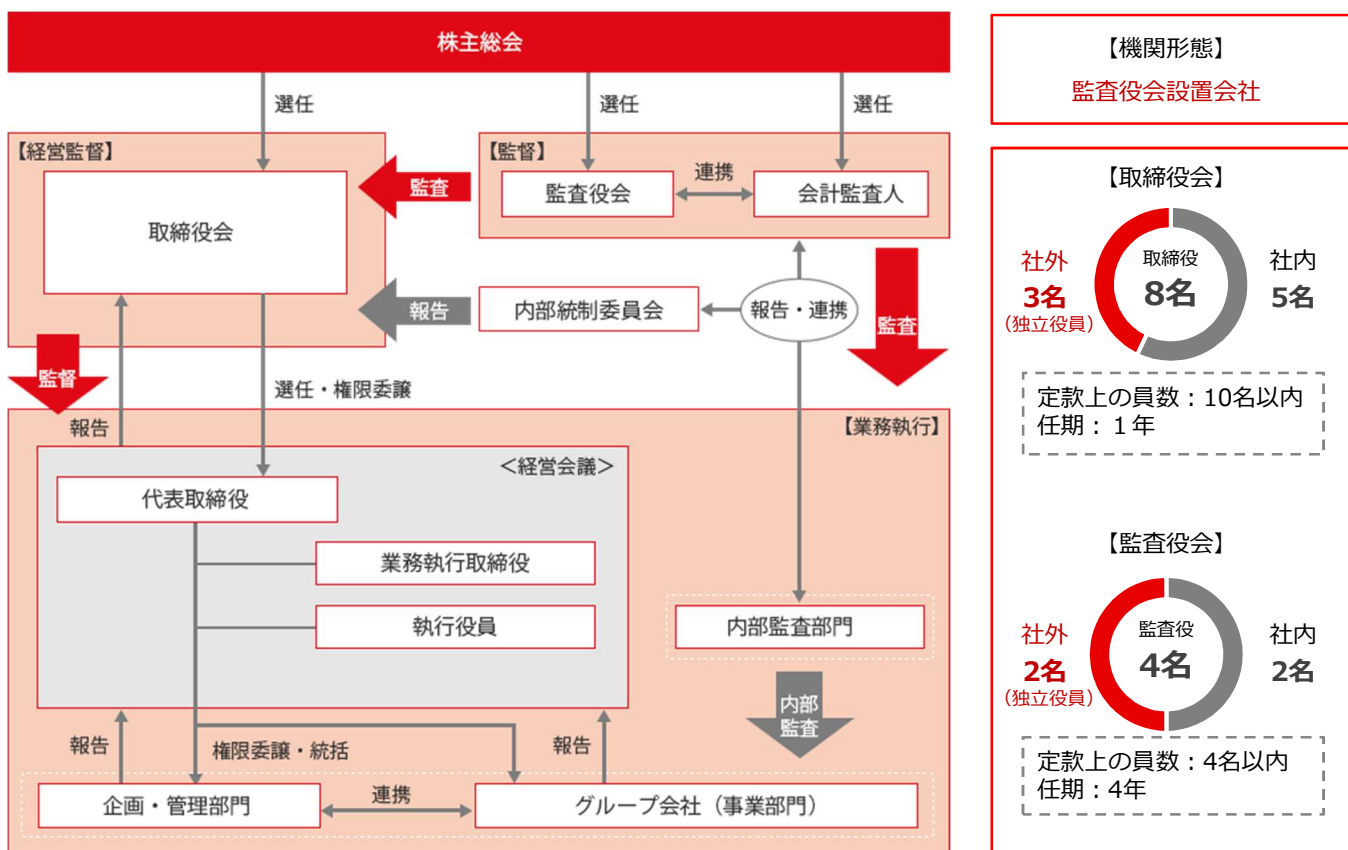 株主総会
選任
選任
選任
【経営監督】
取締役会
監査
【監督】
監査役会
連携
会計監査人
報告
内部統制委員会
報告・連携
監査
監督
報告
選任・権限委譲
【業務執行】
＜経営会議＞
代表取締役
業務執行取締役
執行役員
内部監査部門
内部
監査
報告
権限委譲・統括
報告
企画・管理部門
連携
グループ会社（事業部門）
【機関形態】
監査役会設置会社
【取締役会】
社外
3名
（独立役員）
取締役
8名
社内
5名
定款上の員数：10名以内
任期：１年
【監査役会】
社外
2名
（独立役員）
監査役
4名
社内
2名
定款上の員数：4名以内
任期：4年